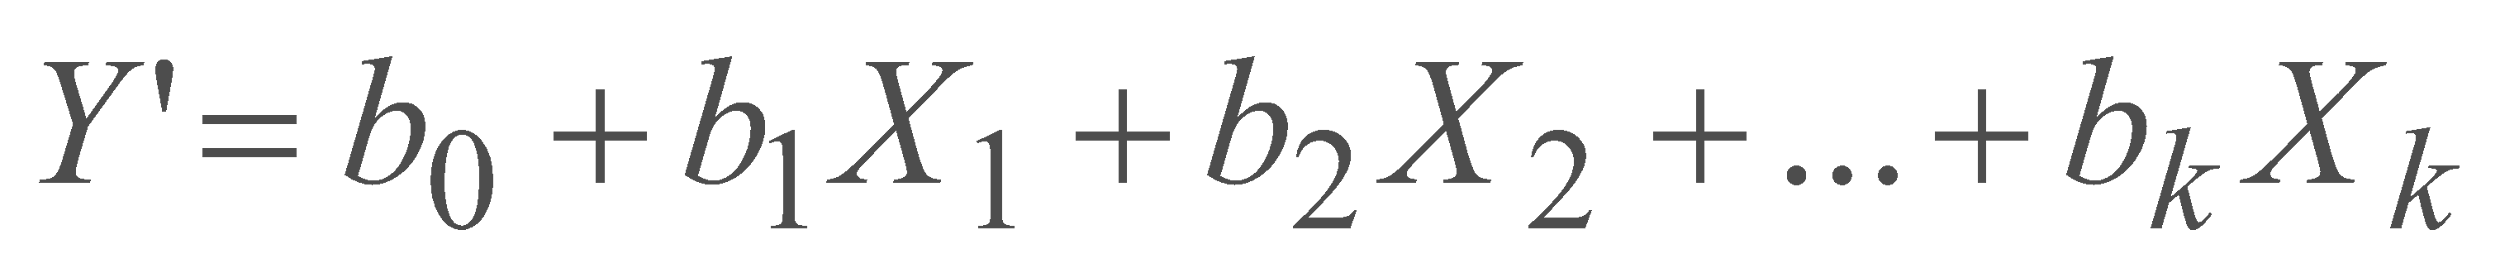 Y'= b₀ + b₁X₁ + b₂X₂ + ... + bₖXₖ